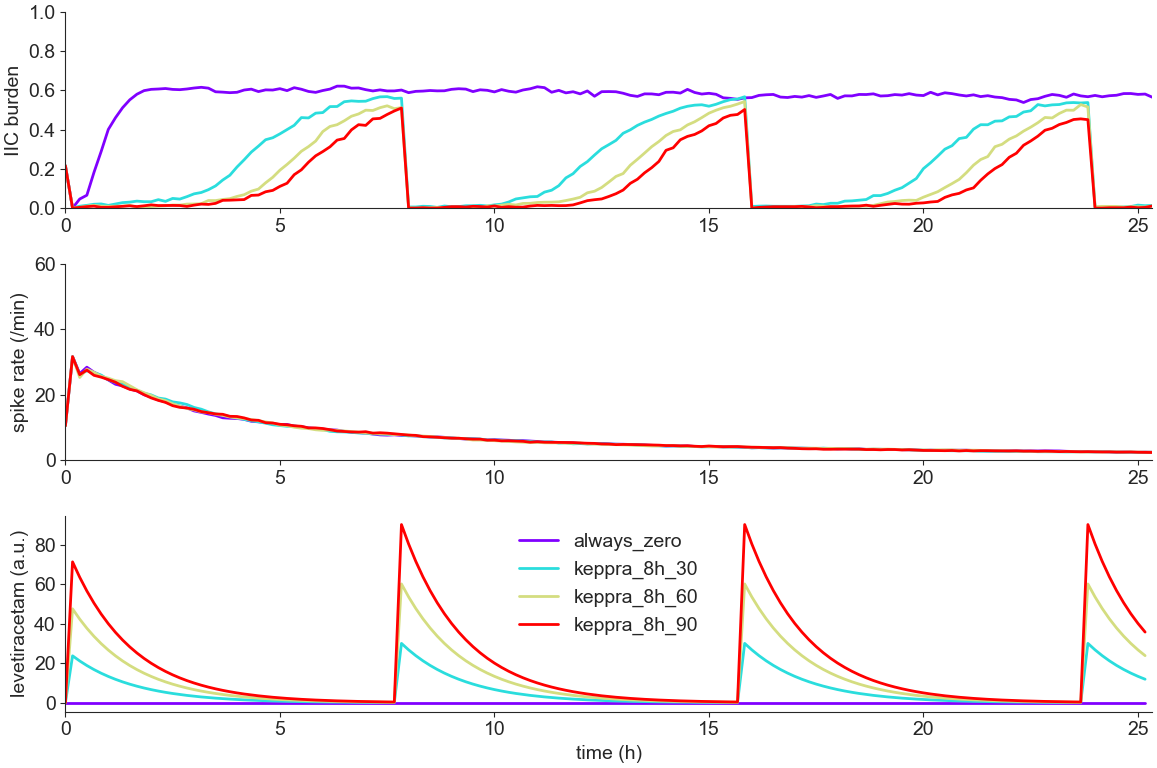 1.0
0.8
0.6
0.4
0.2
0.0
IIC burden
0 5 10 15 20 25
60
40
20
0
spike rate (/min)
0 5 10 15 20 25
80
60
40
20
0
levetiracetam (a.u.)
always_zero
keppra_8h_30
keppra_8h_60
keppra_8h_90
0 5 10 15 20 25
time (h)